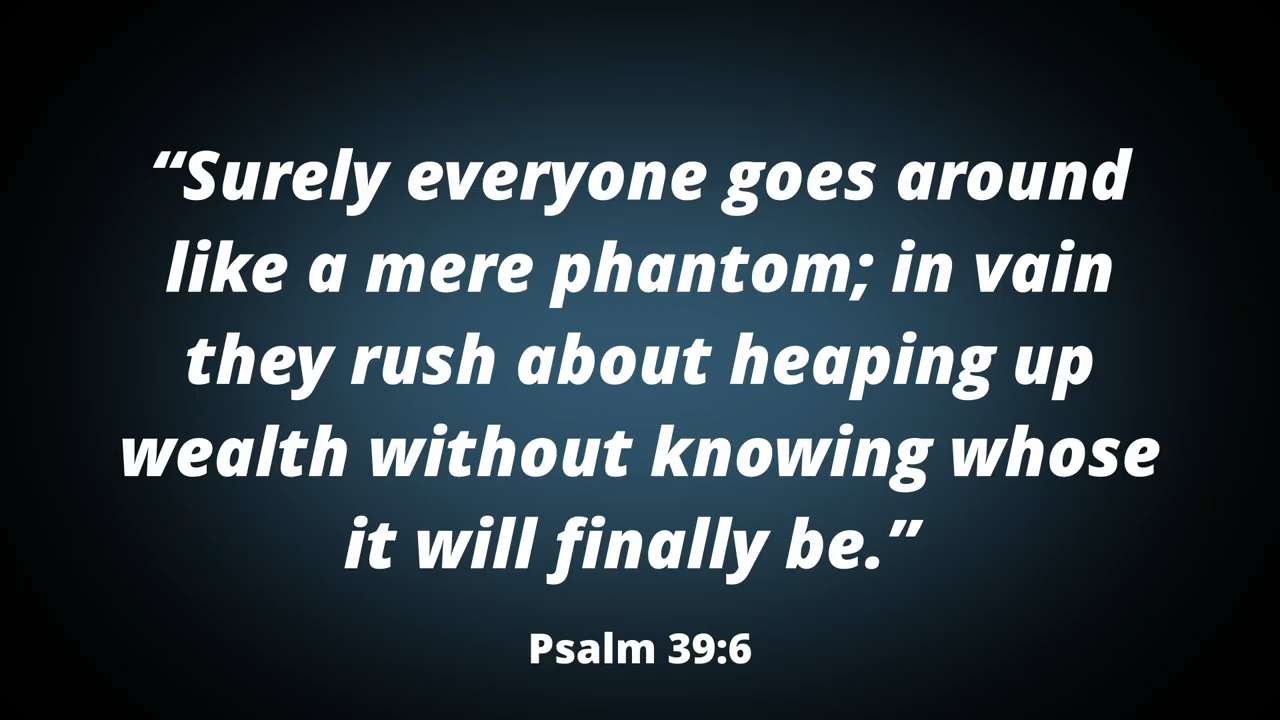 “Surely everyone goes around
like a mere phantom; in vain
they rush about heaping up
wealth without knowing whose
it will finally be.”
Psalm 39:6